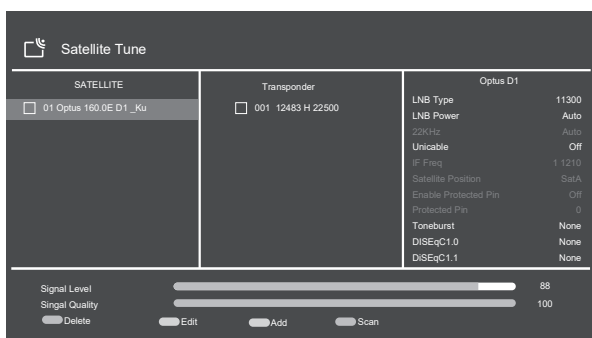 Satellite Tune
SATELLITE
01 Optus 160.0E D1 _Ku
Transponder
001 12483 H 22500
Optus D1
LNB Type 11300
LNB Power Auto
22KHz Auto
Unicable Off
IF Freq 1 1210
Satellite Position SatA
Enable Protected Pin Off
Protected Pin 0
Toneburst None
DISEqC1.0 None
DiSEqC1.1 None
Signal Level 88
Singal Quality 100
Delete Edit Add Scan